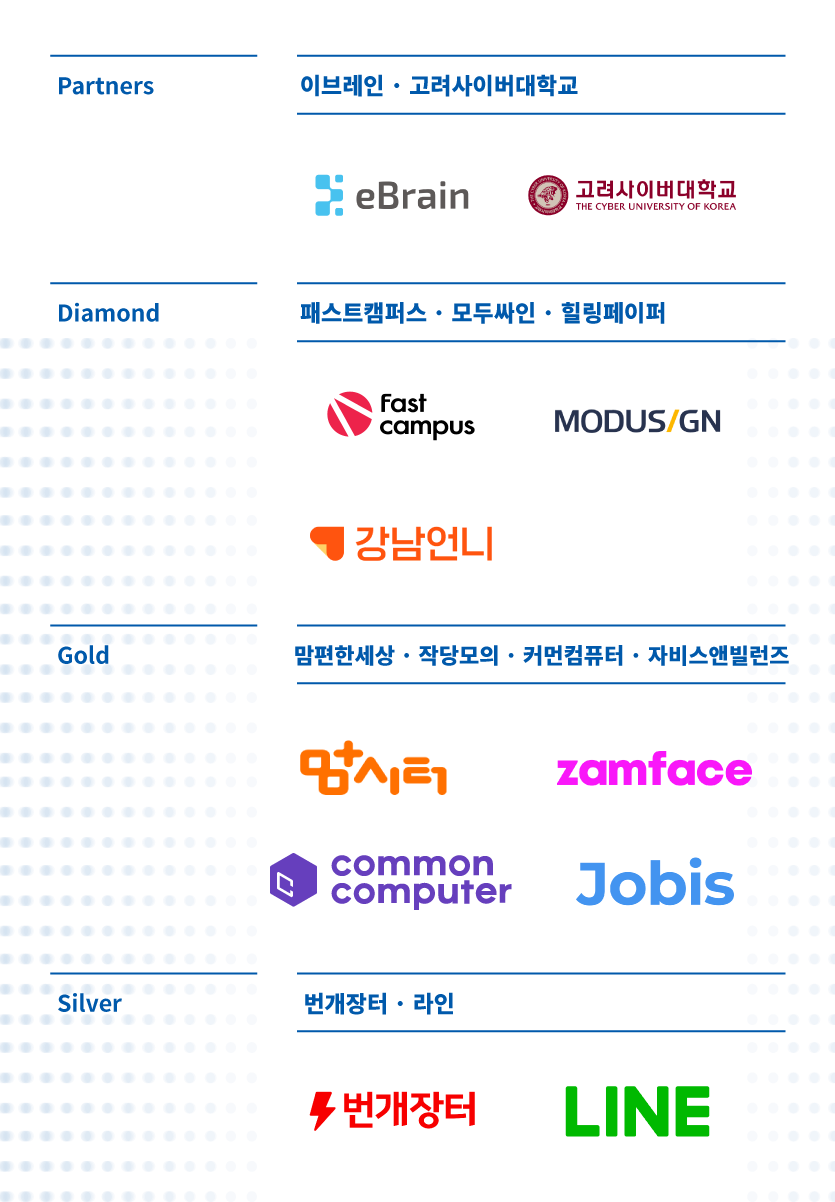 Partners
이브레인 · 고려사이버대학교
eBrain
고려사이버대학교
THE CYBER UNIVERSITY OF KOREA
Diamond
패스트캠퍼스 · 모두싸인 · 힐링페이퍼
Fast
campus
MODUSIGN
강남언니
Gold
맘편한세상 · 작당모의 · 커먼컴퓨터 · 자비스앤빌런즈
맘시터
zamface
common
computer
Jobis
Silver
번개장터 · 라인
번개장터
LINE